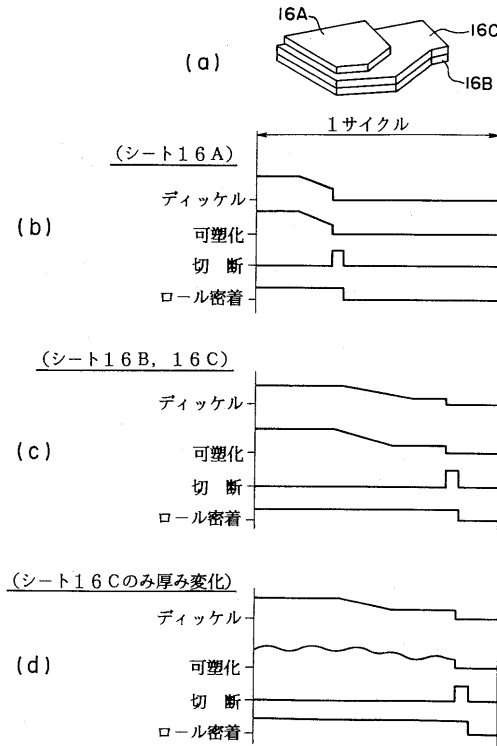 16A
16C
(a)
16B
1サイクル
(シート16A)
ディッケル
(b)
可塑化
切 断
ロール密着
(シート16B, 16C)
ディッケル
(c)
可塑化
切 断
ロール密着
(シート16Cのみ厚み変化)
ディッケル
(d)
可塑化
切 断
ロール密着